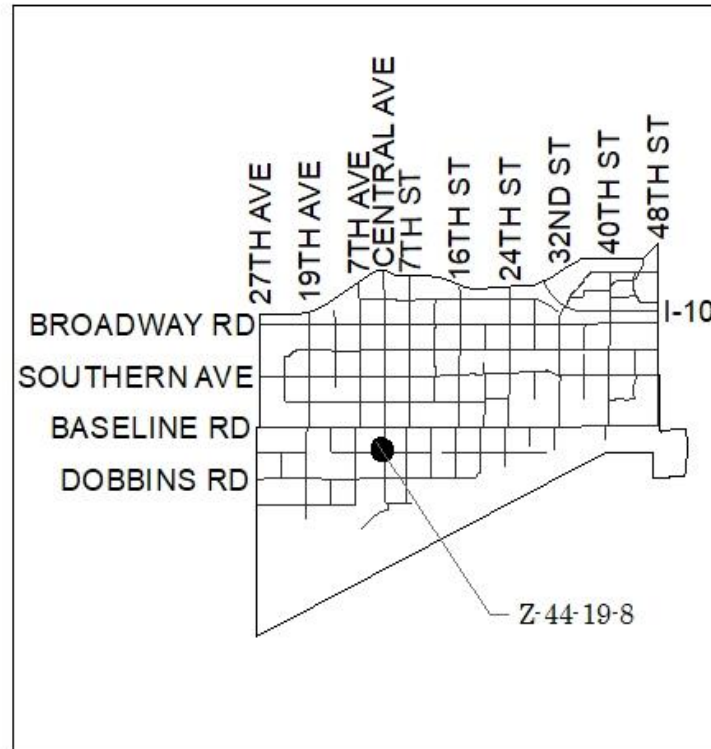 27TH AVE
19TH AVE
7TH AVE
CENTRAL AVE
7TH ST
16TH ST
24TH ST
32ND ST
40TH ST
48TH ST
BROADWAY RD
I-10
SOUTHERN AVE
BASELINE RD
DOBBINS RD
Z-44-19-8